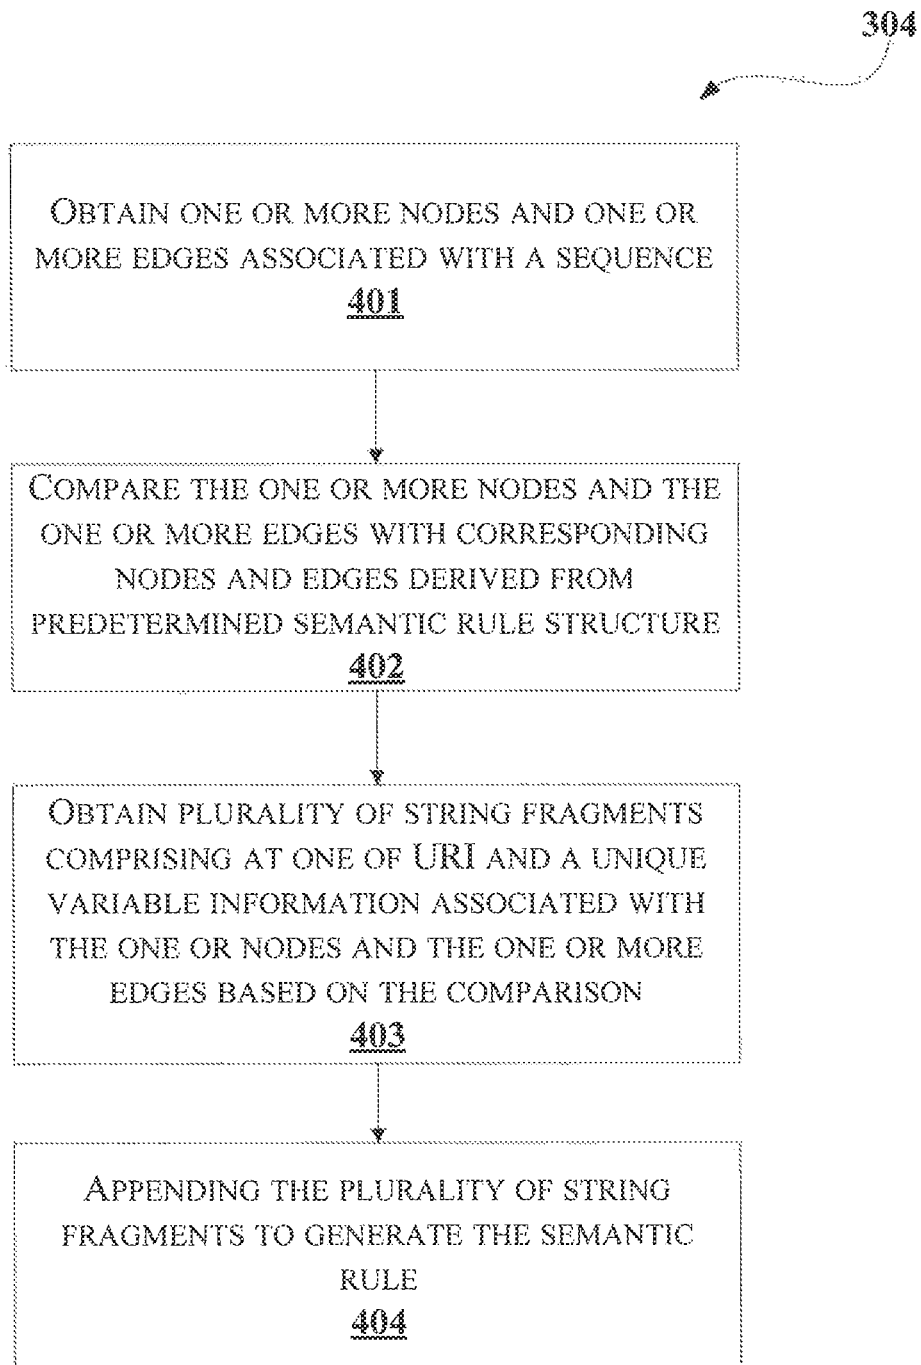 304
OBTAIN ONE OR MORE NODES AND ONE OR
MORE EDGES ASSOCIATED WITH A SEQUENCE
401
COMPARE THE ONE OR MORE NODES AND THE
ONE OR MORE EDGES WITH CORRESPONDING
NODES AND EDGES DERIVED FROM
PREDETERMINED SEMANTIC RULE STRUCTURE
402
OBTAIN PLURALITY OF STRING FRAGMENTS
COMPRISING AT ONE OF URI AND A UNIQUE
VARIABLE INFORMATION ASSOCIATED WITH
THE ONE OR NODES AND THE ONE OR MORE
EDGES BASED ON THE COMPARISON
403
APPENDING THE PLURALITY OF STRING
FRAGMENTS TO GENERATE THE SEMANTIC
RULE
404